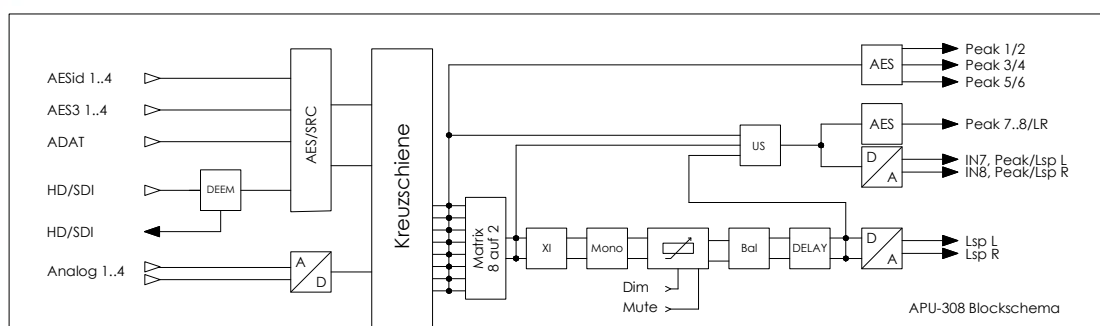 AESid 1..4
AES3 1..4
ADAT
HD/SDI
HD/SDI
Analog 1..4
DEEM
AES/SRC
A
D
Kreuzschiene
Matrix
8 auf 2
XI
Mono
Dim
Mute
Bal
DELAY
US
AES
Peak 1/2
Peak 3/4
Peak 5/6
AES
Peak 7..8/LR
D
A
IN7, Peak/Lsp L
IN8, Peak/Lsp R
D
A
Lsp L
Lsp R
APU-308 Blockschema